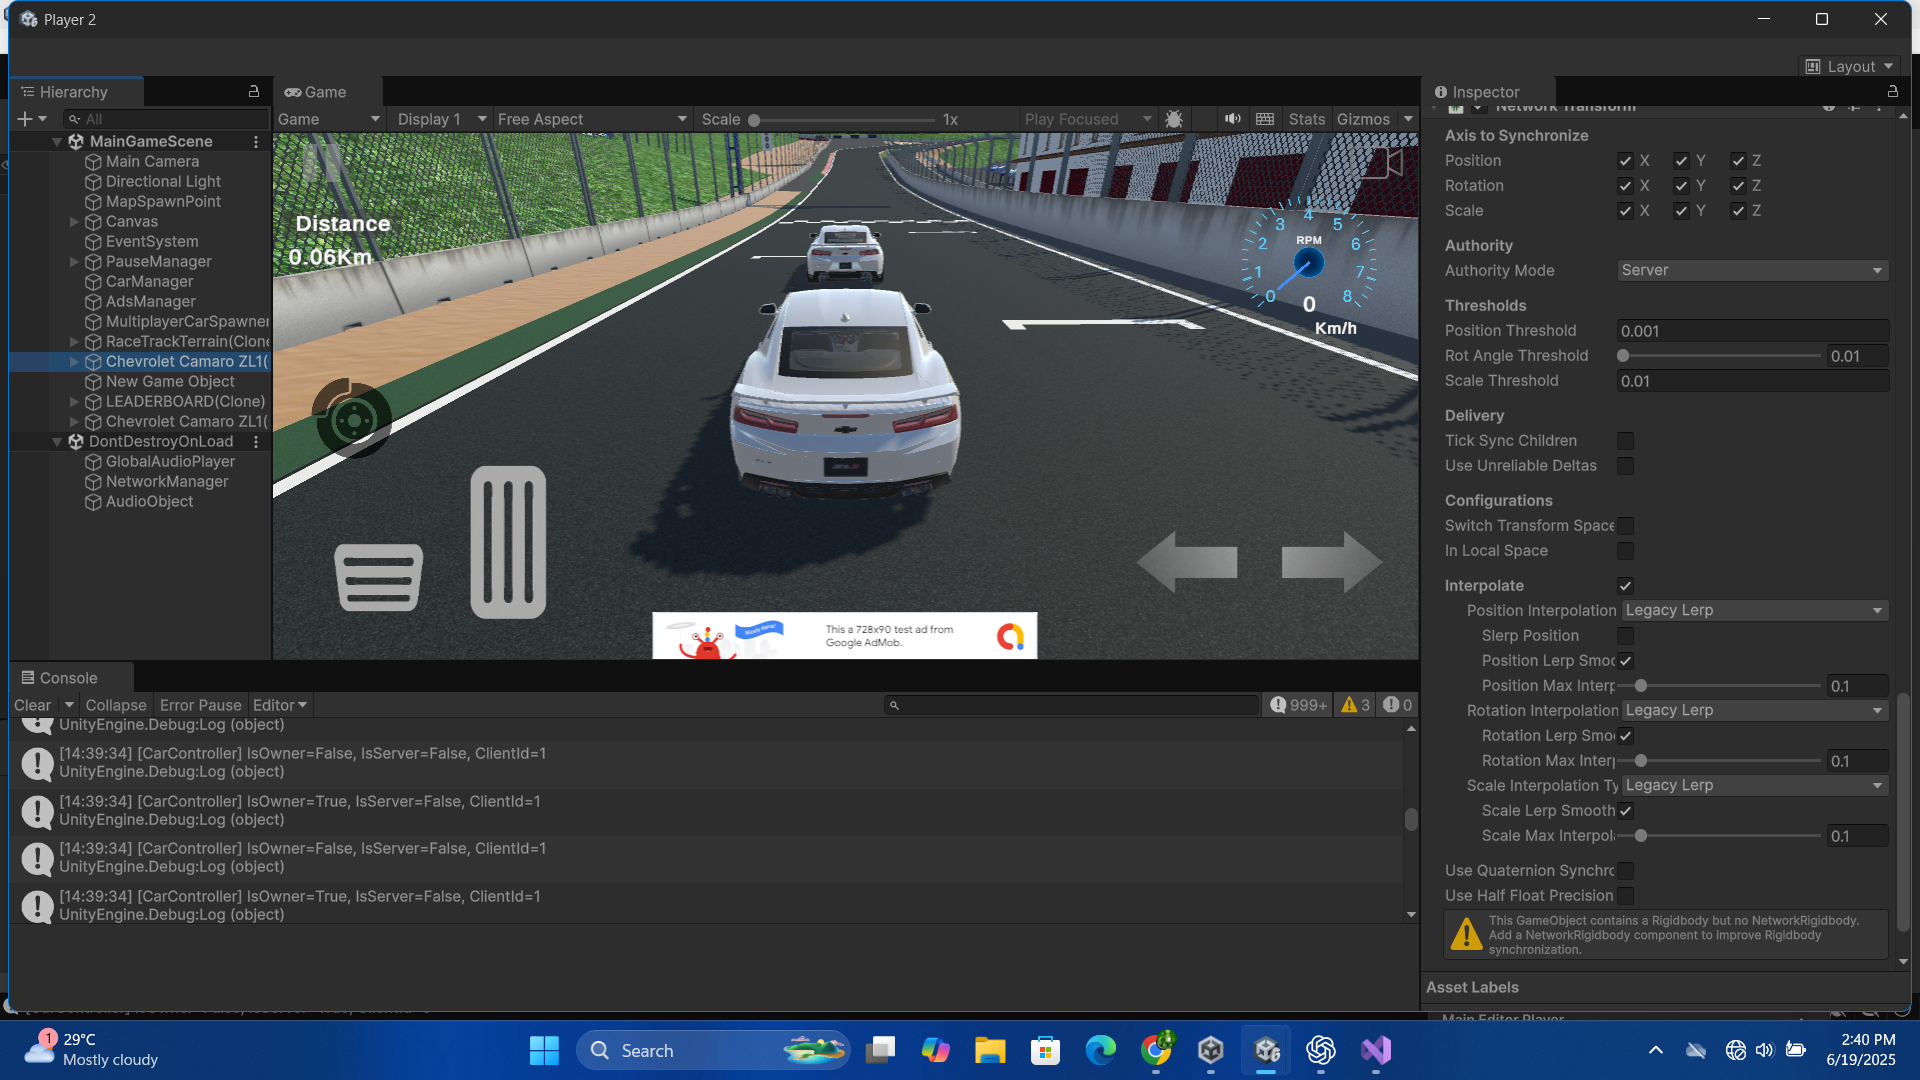 Player 2
Layout
Hierarchy
All
MainGameScene
Main Camera
Directional Light
MapSpawnPoint
Canvas
EventSystem
PauseManager
CarManager
AdsManager
MultiplayerCarSpawner
RaceTrackTerrain(Clone
Chevrolet Camaro ZL1(
New Game Object
LEADERBOARD(Clone)
Chevrolet Camaro ZL1(
DontDestroyOnLoad
GlobalAudioPlayer
NetworkManager
AudioObject
Game
Game Display 1 Free Aspect Scale 1x Play Focused Stats Gizmos
Distance
0.06Km
RPM
0 1 2 3 4 5 6 7 8
0
Km/h
Nice job!
This a 728x90 test ad from
Google AdMob.
Console
Clear Collapse Error Pause Editor 999+ 3 0
UnityEngine.Debug:Log (object)
[14:39:34] [CarController] IsOwner=False, IsServer=False, ClientId=1
UnityEngine.Debug:Log (object)
[14:39:34] [CarController] IsOwner=True, IsServer=False, ClientId=1
UnityEngine.Debug:Log (object)
[14:39:34] [CarController] IsOwner=False, IsServer=False, ClientId=1
UnityEngine.Debug:Log (object)
[14:39:34] [CarController] IsOwner=True, IsServer=False, ClientId=1
UnityEngine.Debug:Log (object)
Inspector
Network Transform
Axis to Synchronize
Position X Y Z
Rotation X Y Z
Scale X Y Z
Authority
Authority Mode Server
Thresholds
Position Threshold 0.001
Rot Angle Threshold 0.01
Scale Threshold 0.01
Delivery
Tick Sync Children
Use Unreliable Deltas
Configurations
Switch Transform Space
In Local Space
Interpolate
Position Interpolation Legacy Lerp
Slerp Position
Position Lerp Smoo
Position Max Interp 0.1
Rotation Interpolation Legacy Lerp
Rotation Lerp Smo
Rotation Max Interp 0.1
Scale Interpolation Ty Legacy Lerp
Scale Lerp Smooth
Scale Max Interpol 0.1
Use Quaternion Synchro
Use Half Float Precision
This GameObject contains a Rigidbody but no NetworkRigidbody.
Add a NetworkRigidbody component to improve Rigidbody
synchronization.
Asset Labels
Main Editor Player
1
29°C
Mostly cloudy
Search
2:40 PM
6/19/2025